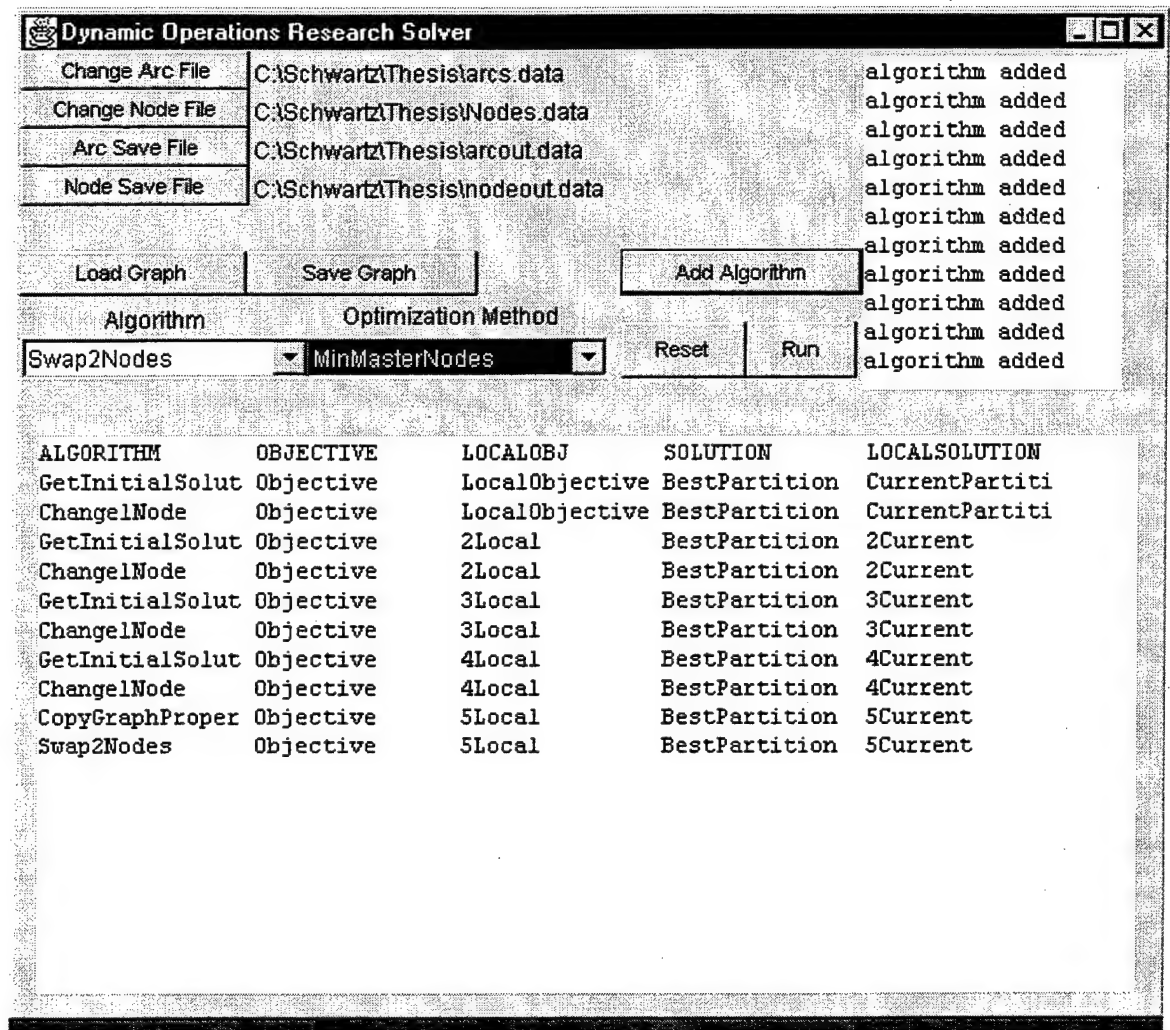 Dynamic Operations Research Solver
Change Arc File C:\Schwartz\Thesis\arcs.data
Change Node File C:\Schwartz\Thesis\Nodes.data
Arc Save File C:\Schwartz\Thesis\arcout.data
Node Save File C:\Schwartz\Thesis\nodeout.data
Load Graph Save Graph Add Algorithm
Algorithm Optimization Method
Swap2Nodes MinMasterNodes Reset Run
algorithm added
algorithm added
algorithm added
algorithm added
algorithm added
algorithm added
algorithm added
algorithm added
algorithm added
algorithm added
algorithm added
ALGORITHM OBJECTIVE LOCALOBJ SOLUTION LOCALSOLUTION
GetInitialSolut Objective LocalObjective BestPartition CurrentPartiti
Change1Node Objective LocalObjective BestPartition CurrentPartiti
GetInitialSolut Objective 2Local BestPartition 2Current
Change1Node Objective 2Local BestPartition 2Current
GetInitialSolut Objective 3Local BestPartition 3Current
Change1Node Objective 3Local BestPartition 3Current
GetInitialSolut Objective 4Local BestPartition 4Current
Change1Node Objective 4Local BestPartition 4Current
CopyGraphProper Objective 5Local BestPartition 5Current
Swap2Nodes Objective 5Local BestPartition 5Current